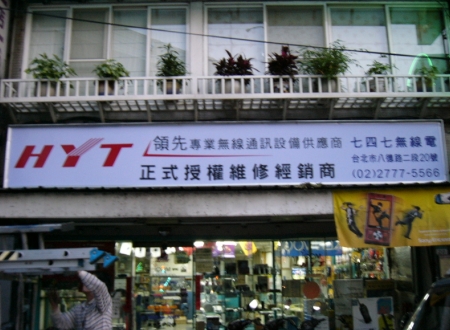 HYT
領先專業無線通訊設備供應商
正式授權維修經銷商
七四七無線電
台北市八德路二段20號
(02)2777-5566